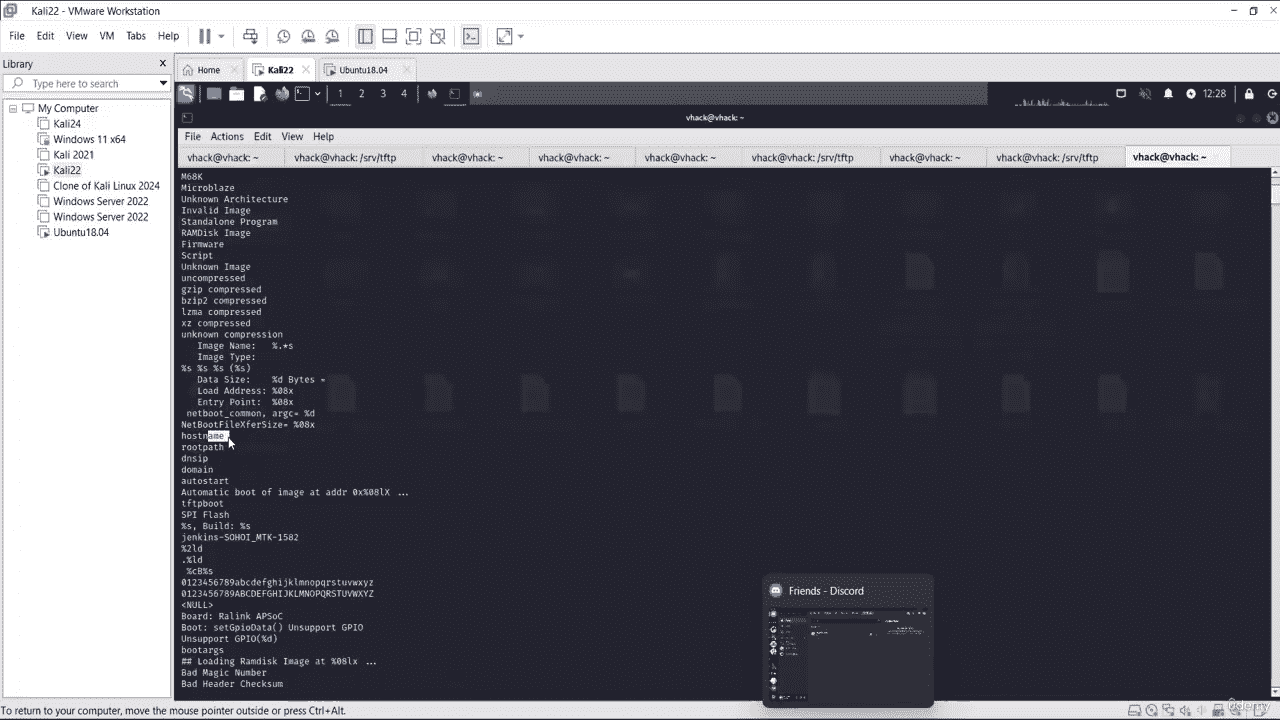 Kali22 - VMware Workstation
File Edit View VM Tabs Help
Library X
Type here to search
Home Kali22 Ubuntu18.04
My Computer
Kali24
Windows 11 x64
Kali 2021
Kali22
Clone of Kali Linux 2024
Windows Server 2022
Windows Server 2022
Ubuntu18.04
1 2 3 4 12:28
vhack@vhack: ~
File Actions Edit View Help
vhack@vhack: ~ vhack@vhack: /srv/tftp vhack@vhack: ~ vhack@vhack: ~ vhack@vhack: ~ vhack@vhack: /srv/tftp vhack@vhack: ~ vhack@vhack: /srv/tftp vhack@vhack: ~
M68K
Microblaze
Unknown Architecture
Invalid Image
Standalone Program
RAMDisk Image
Firmware
Script
Unknown Image
uncompressed
gzip compressed
bzip2 compressed
lzma compressed
xz compressed
unknown compression
Image Name: %.*s
Image Type:
%s %s %s (%s)
Data Size: %d Bytes =
Load Address: %08x
Entry Point: %08x
netboot_common, argc= %d
NetBootFileXferSize= %08x
hostname
rootpath
dnsip
domain
autostart
Automatic boot of image at addr 0x%08lX ...
tftpboot
SPI Flash
%s, Build: %s
jenkins-SOHOI_MTK-1582
%2ld
.%ld
%cB%s
0123456789abcdefghijklmnopqrstuvwxyz
0123456789ABCDEFGHIJKLMNOPQRSTUVWXYZ
<NULL>
Board: Ralink APSoC
Boot: setGpioData() Unsupport GPIO
Unsupport GPIO(%d)
bootargs
## Loading Ramdisk Image at %08lx ...
Bad Magic Number
Bad Header Checksum
Friends - Discord
To return to your computer, move the mouse pointer outside or press Ctrl+Alt.